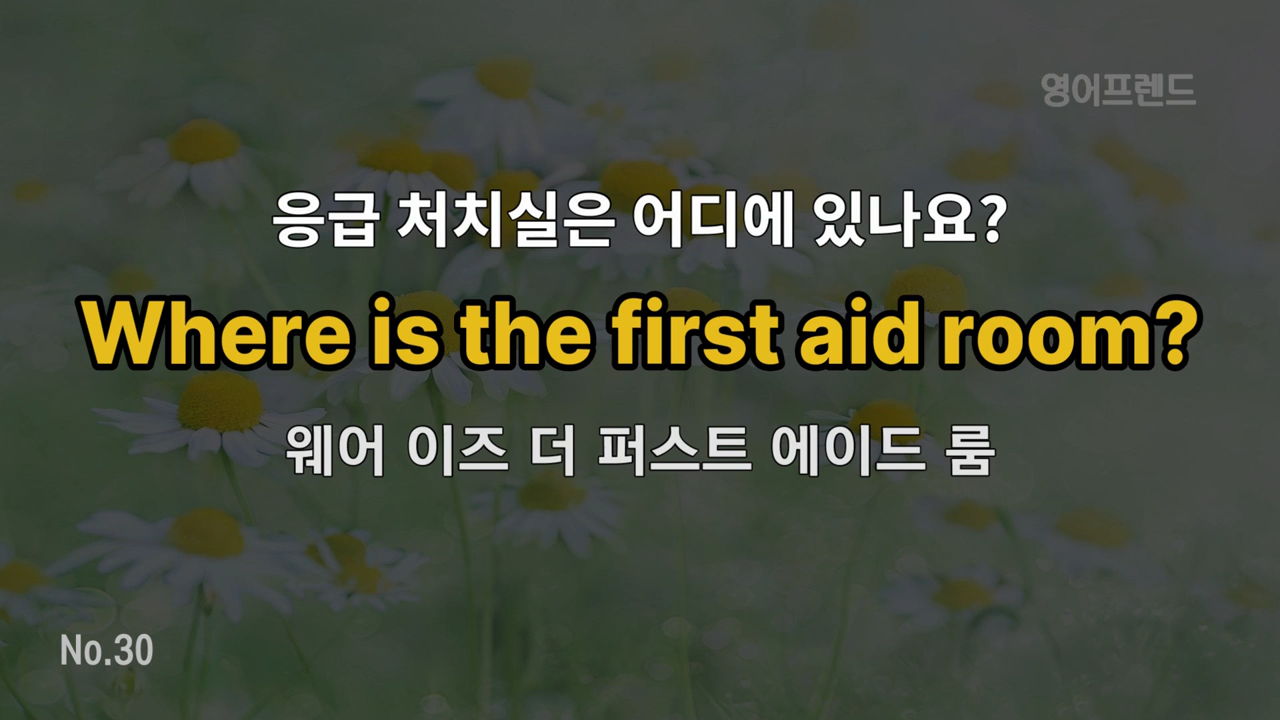 영어프렌드
응급 처치실은 어디에 있나요?
Where is the first aid room?
웨어 이즈 더 퍼스트 에이드 룸
No.30